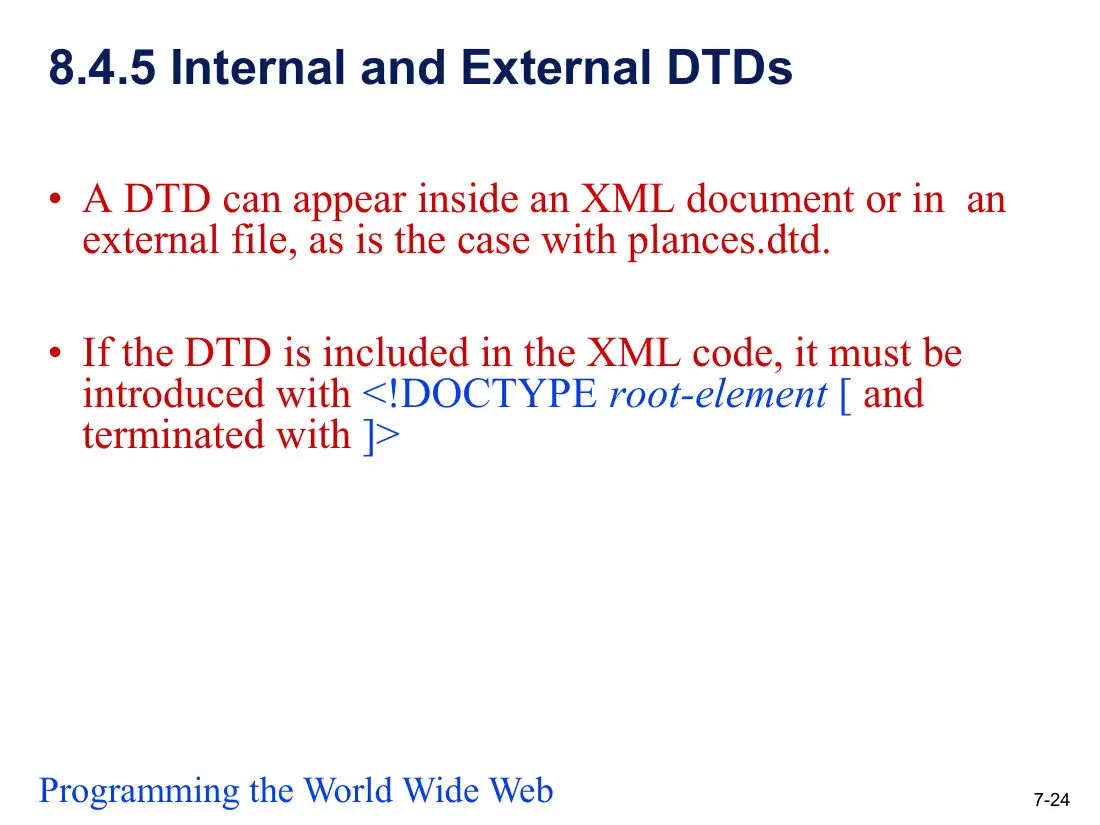 8.4.5 Internal and External DTDs
• A DTD can appear inside an XML document or in  an
external file, as is the case with plances.dtd.
• If the DTD is included in the XML code, it must be
introduced with <!DOCTYPE root-element [ and
terminated with ]>
Programming the World Wide Web
7-24